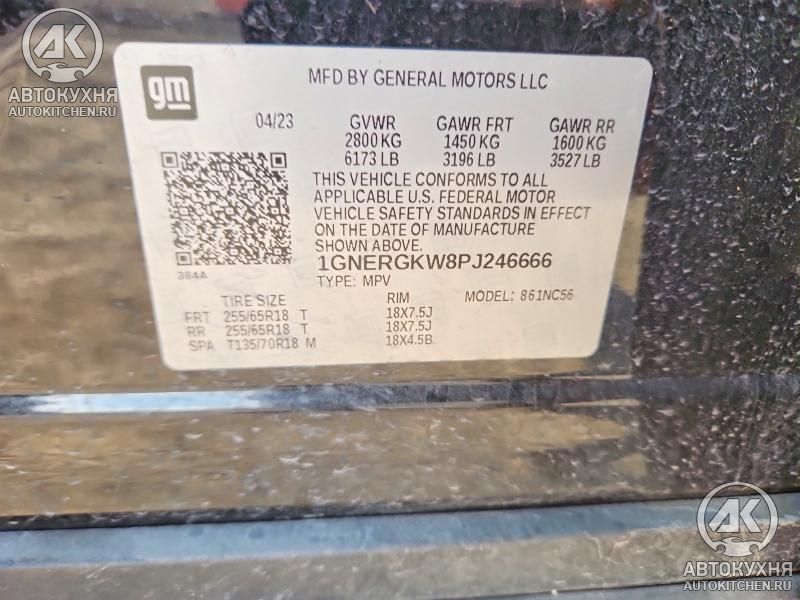 AK
АВТОКУХНЯ
AUTOKITCHEN.RU
gm
MFD BY GENERAL MOTORS LLC
04/23 GVWR GAWR FRT GAWR RR
2800 KG 1450 KG 1600 KG
6173 LB 3196 LB 3527 LB
THIS VEHICLE CONFORMS TO ALL
APPLICABLE U.S. FEDERAL MOTOR
VEHICLE SAFETY STANDARDS IN EFFECT
ON THE DATE OF MANUFACTURE
SHOWN ABOVE.
384A
1GNERGKW8PJ246666
TYPE: MPV MODEL: 861NC56
TIRE SIZE RIM
FRT 255/65R18 T 18X7.5J
RR 255/65R18 T 18X7.5J
SPA T135/70R18 M 18X4.5B
AK
АВТОКУХНЯ
AUTOKITCHEN.RU